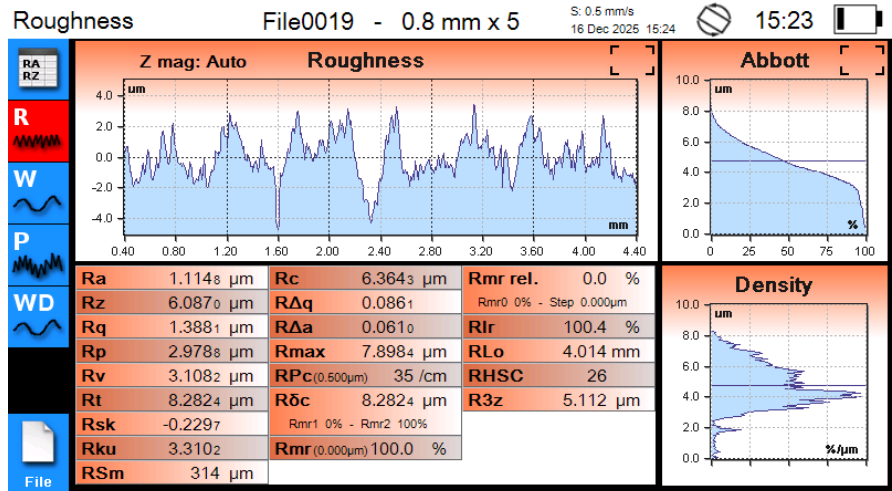 Roughness File0019 - 0.8 mm x 5 S: 0.5 mm/s 15:23
16 Dec 2025 15:24
RA
RZ
R
W
P
WD
File
Z mag: Auto Roughness
um
4.0
2.0
0.0
-2.0
-4.0
mm
0.40 0.80 1.20 1.60 2.00 2.40 2.80 3.20 3.60 4.00 4.40
Abbott
10.0 um
8.0
6.0
4.0
2.0
0.0 %
0 25 50 75 100
Ra 1.1148 µm Rc 6.3643 µm Rmr rel. 0.0 %
Rz 6.0870 µm RΔq 0.0861 Rmr0 0% - Step 0.000µm
Rq 1.3881 µm RΔa 0.0610 Rlr 100.4 %
Rp 2.9788 µm Rmax 7.8984 µm RLo 4.014 mm
Rv 3.1082 µm RPc(0.500µm) 35 /cm RHSC 26
Rt 8.2824 µm Rδc 8.2824 µm R3z 5.112 µm
Rsk -0.2297 Rmr1 0% - Rmr2 100%
Rku 3.3102 Rmr(0.000µm) 100.0 %
RSm 314 µm
Density
10.0 um
8.0
6.0
4.0
2.0
0.0 %/µm